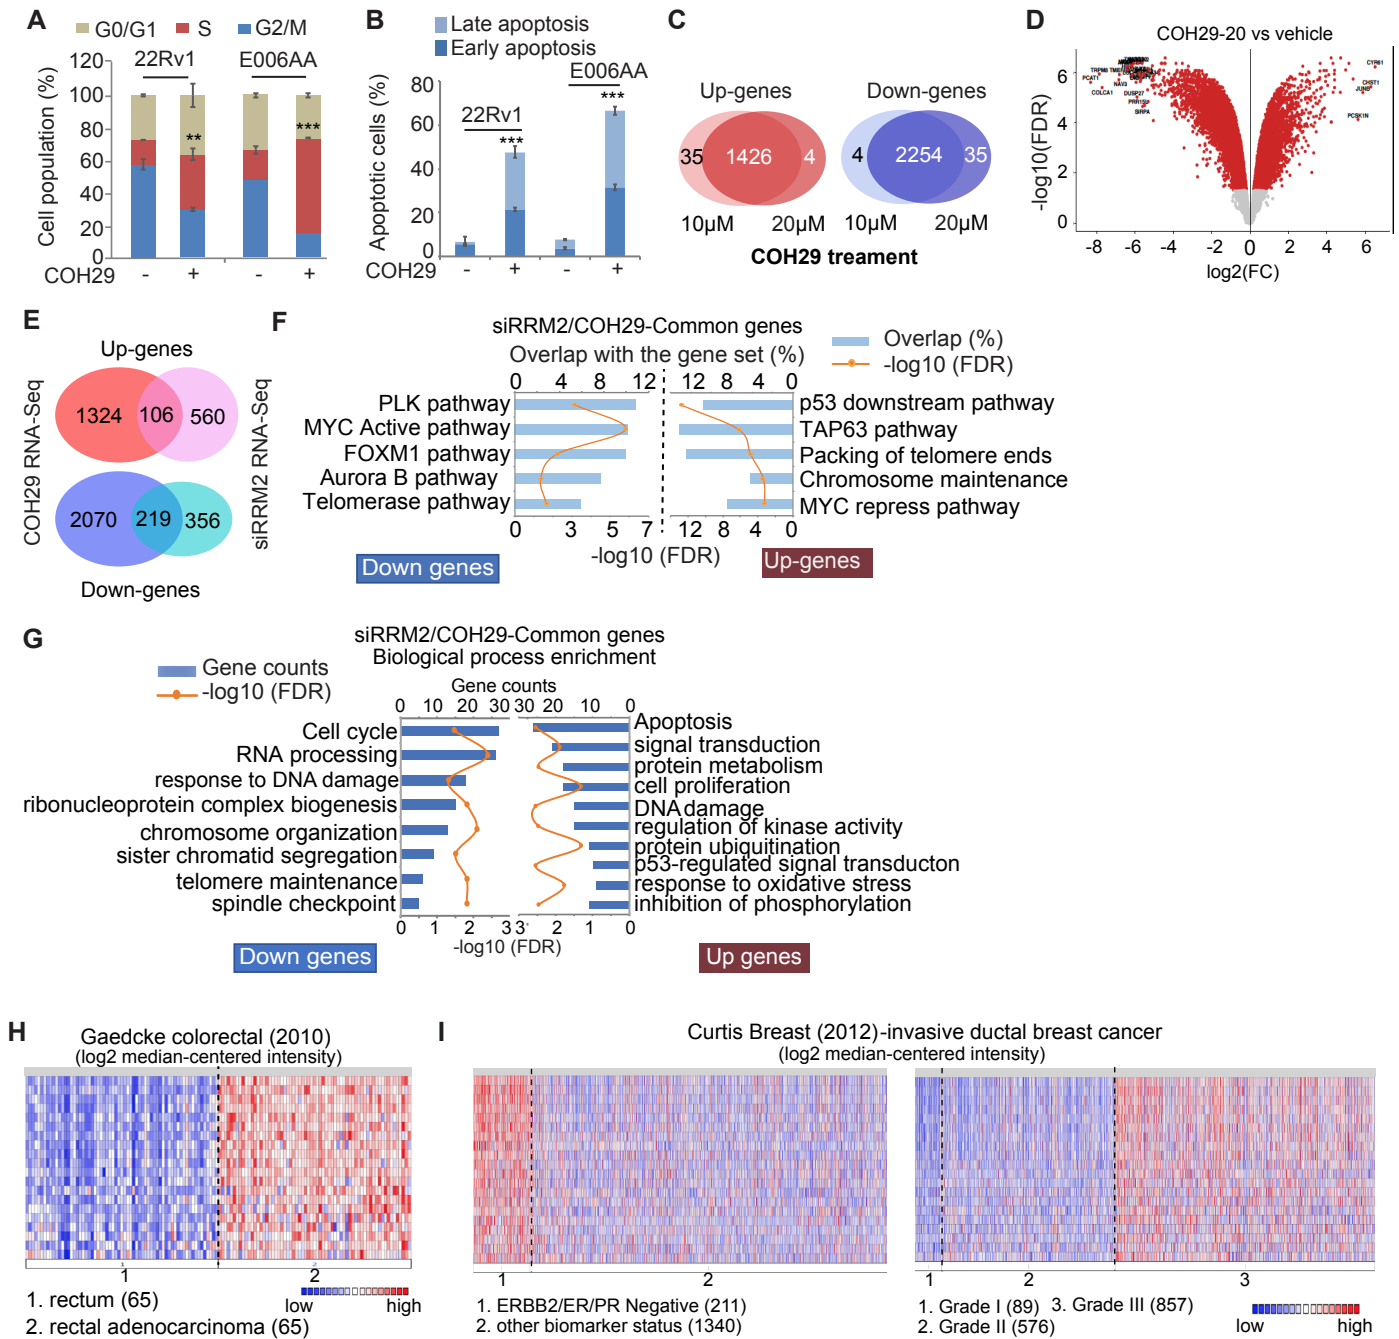 A
G0/G1 S G2/M
120
22Rv1 E006AA
100
80
60
40
20
0
** ***
Cell population (%)
COH29 - + - +
B
Late apoptosis
Early apoptosis
80
60
40
20
0
E006AA
***
22Rv1
***
Apoptotic cells (%)
COH29 - + - +
C
Up-genes Down-genes
35 1426 4 4 2254 35
10µM 20µM 10µM 20µM
COH29 treament
D
COH29-20 vs vehicle
-log10(FDR)
6
4
2
0
TRPM8
PCAT1
NAV3
COLCA1
DUSP27
PRR15L
SIRPA
CYR61
CHST1
JUNB
PCSK1N
-8 -6 -4 -2 0 2 4 6 8
log2(FC)
E
Up-genes
1324 106 560
2070 219 356
Down-genes
COH29 RNA-Seq
siRRM2 RNA-Seq
F
siRRM2/COH29-Common genes
Overlap with the gene set (%)
Overlap (%)
-log10 (FDR)
0 4 8 12 12 8 4 0
PLK pathway
MYC Active pathway
FOXM1 pathway
Aurora B pathway
Telomerase pathway
p53 downstream pathway
TAP63 pathway
Packing of telomere ends
Chromosome maintenance
MYC repress pathway
0 3 5 7 12 8 4 0
-log10 (FDR)
Down genes
Up-genes
G
siRRM2/COH29-Common genes
Biological process enrichment
Gene counts
-log10 (FDR)
Gene counts
0 10 20 30 30 20 10 0
Cell cycle
RNA processing
response to DNA damage
ribonucleoprotein complex biogenesis
chromosome organization
sister chromatid segregation
telomere maintenance
spindle checkpoint
Apoptosis
signal transduction
protein metabolism
cell proliferation
DNA damage
regulation of kinase activity
protein ubiquitination
p53-regulated signal transducton
response to oxidative stress
inhibition of phosphorylation
0 1 2 3 3 2 1 0
-log10 (FDR)
Down genes
Up genes
H
Gaedcke colorectal (2010)
(log2 median-centered intensity)
1 2
1. rectum (65)
2. rectal adenocarcinoma (65)
low high
I
Curtis Breast (2012)-invasive ductal breast cancer
(log2 median-centered intensity)
1 2
1. ERBB2/ER/PR Negative (211)
2. other biomarker status (1340)
1 2 3
1. Grade I (89) 3. Grade III (857)
2. Grade II (576)
low high